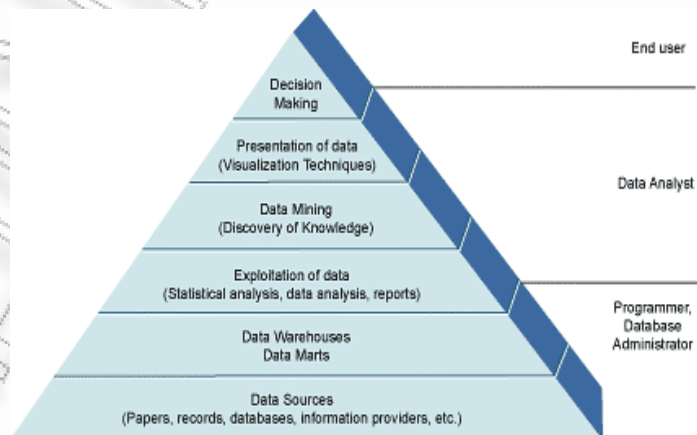 End user
Decision
Making
Presentation of data
(Visualization Techniques)
Data Analyst
Data Mining
(Discovery of Knowledge)
Exploitation of data
(Statistical analysis, data analysis, reports)
Programmer,
Database
Administrator
Data Warehouses
Data Marts
Data Sources
(Papers, records, databases, information providers, etc.)